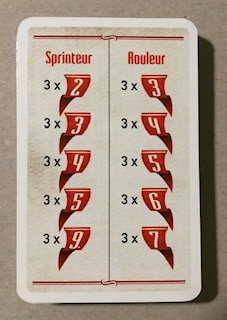 Sprinteur Rouleur
3 x 2 3 x 3
3 x 3 3 x 4
3 x 4 3 x 5
3 x 5 3 x 6
3 x 9 3 x 7